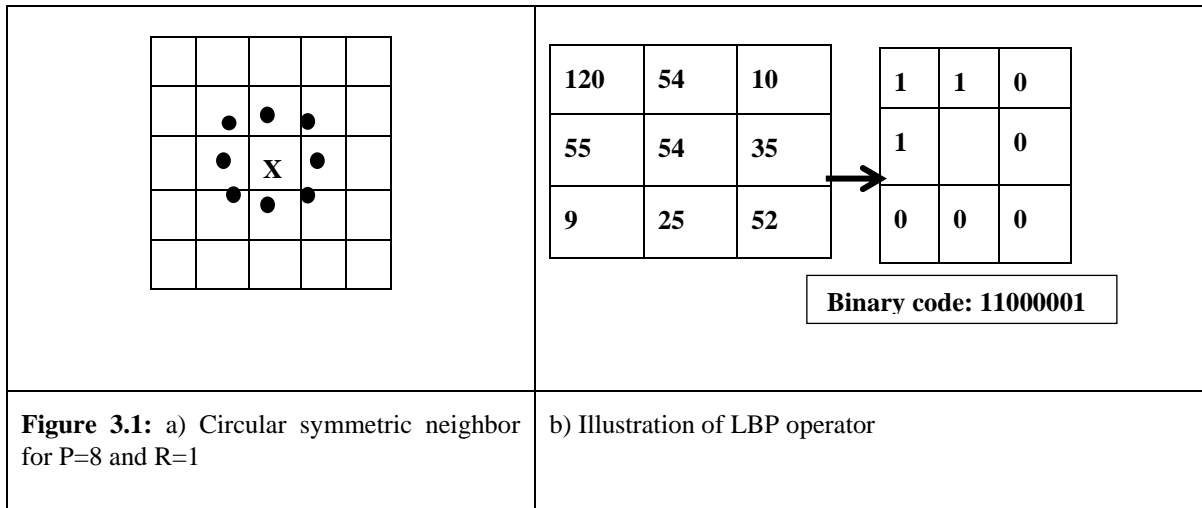 X
120 54 10
55 54 35
9 25 52
1 1 0
1 0
0 0 0
Binary code: 11000001
Figure 3.1: a) Circular symmetric neighbor
for P=8 and R=1
b) Illustration of LBP operator